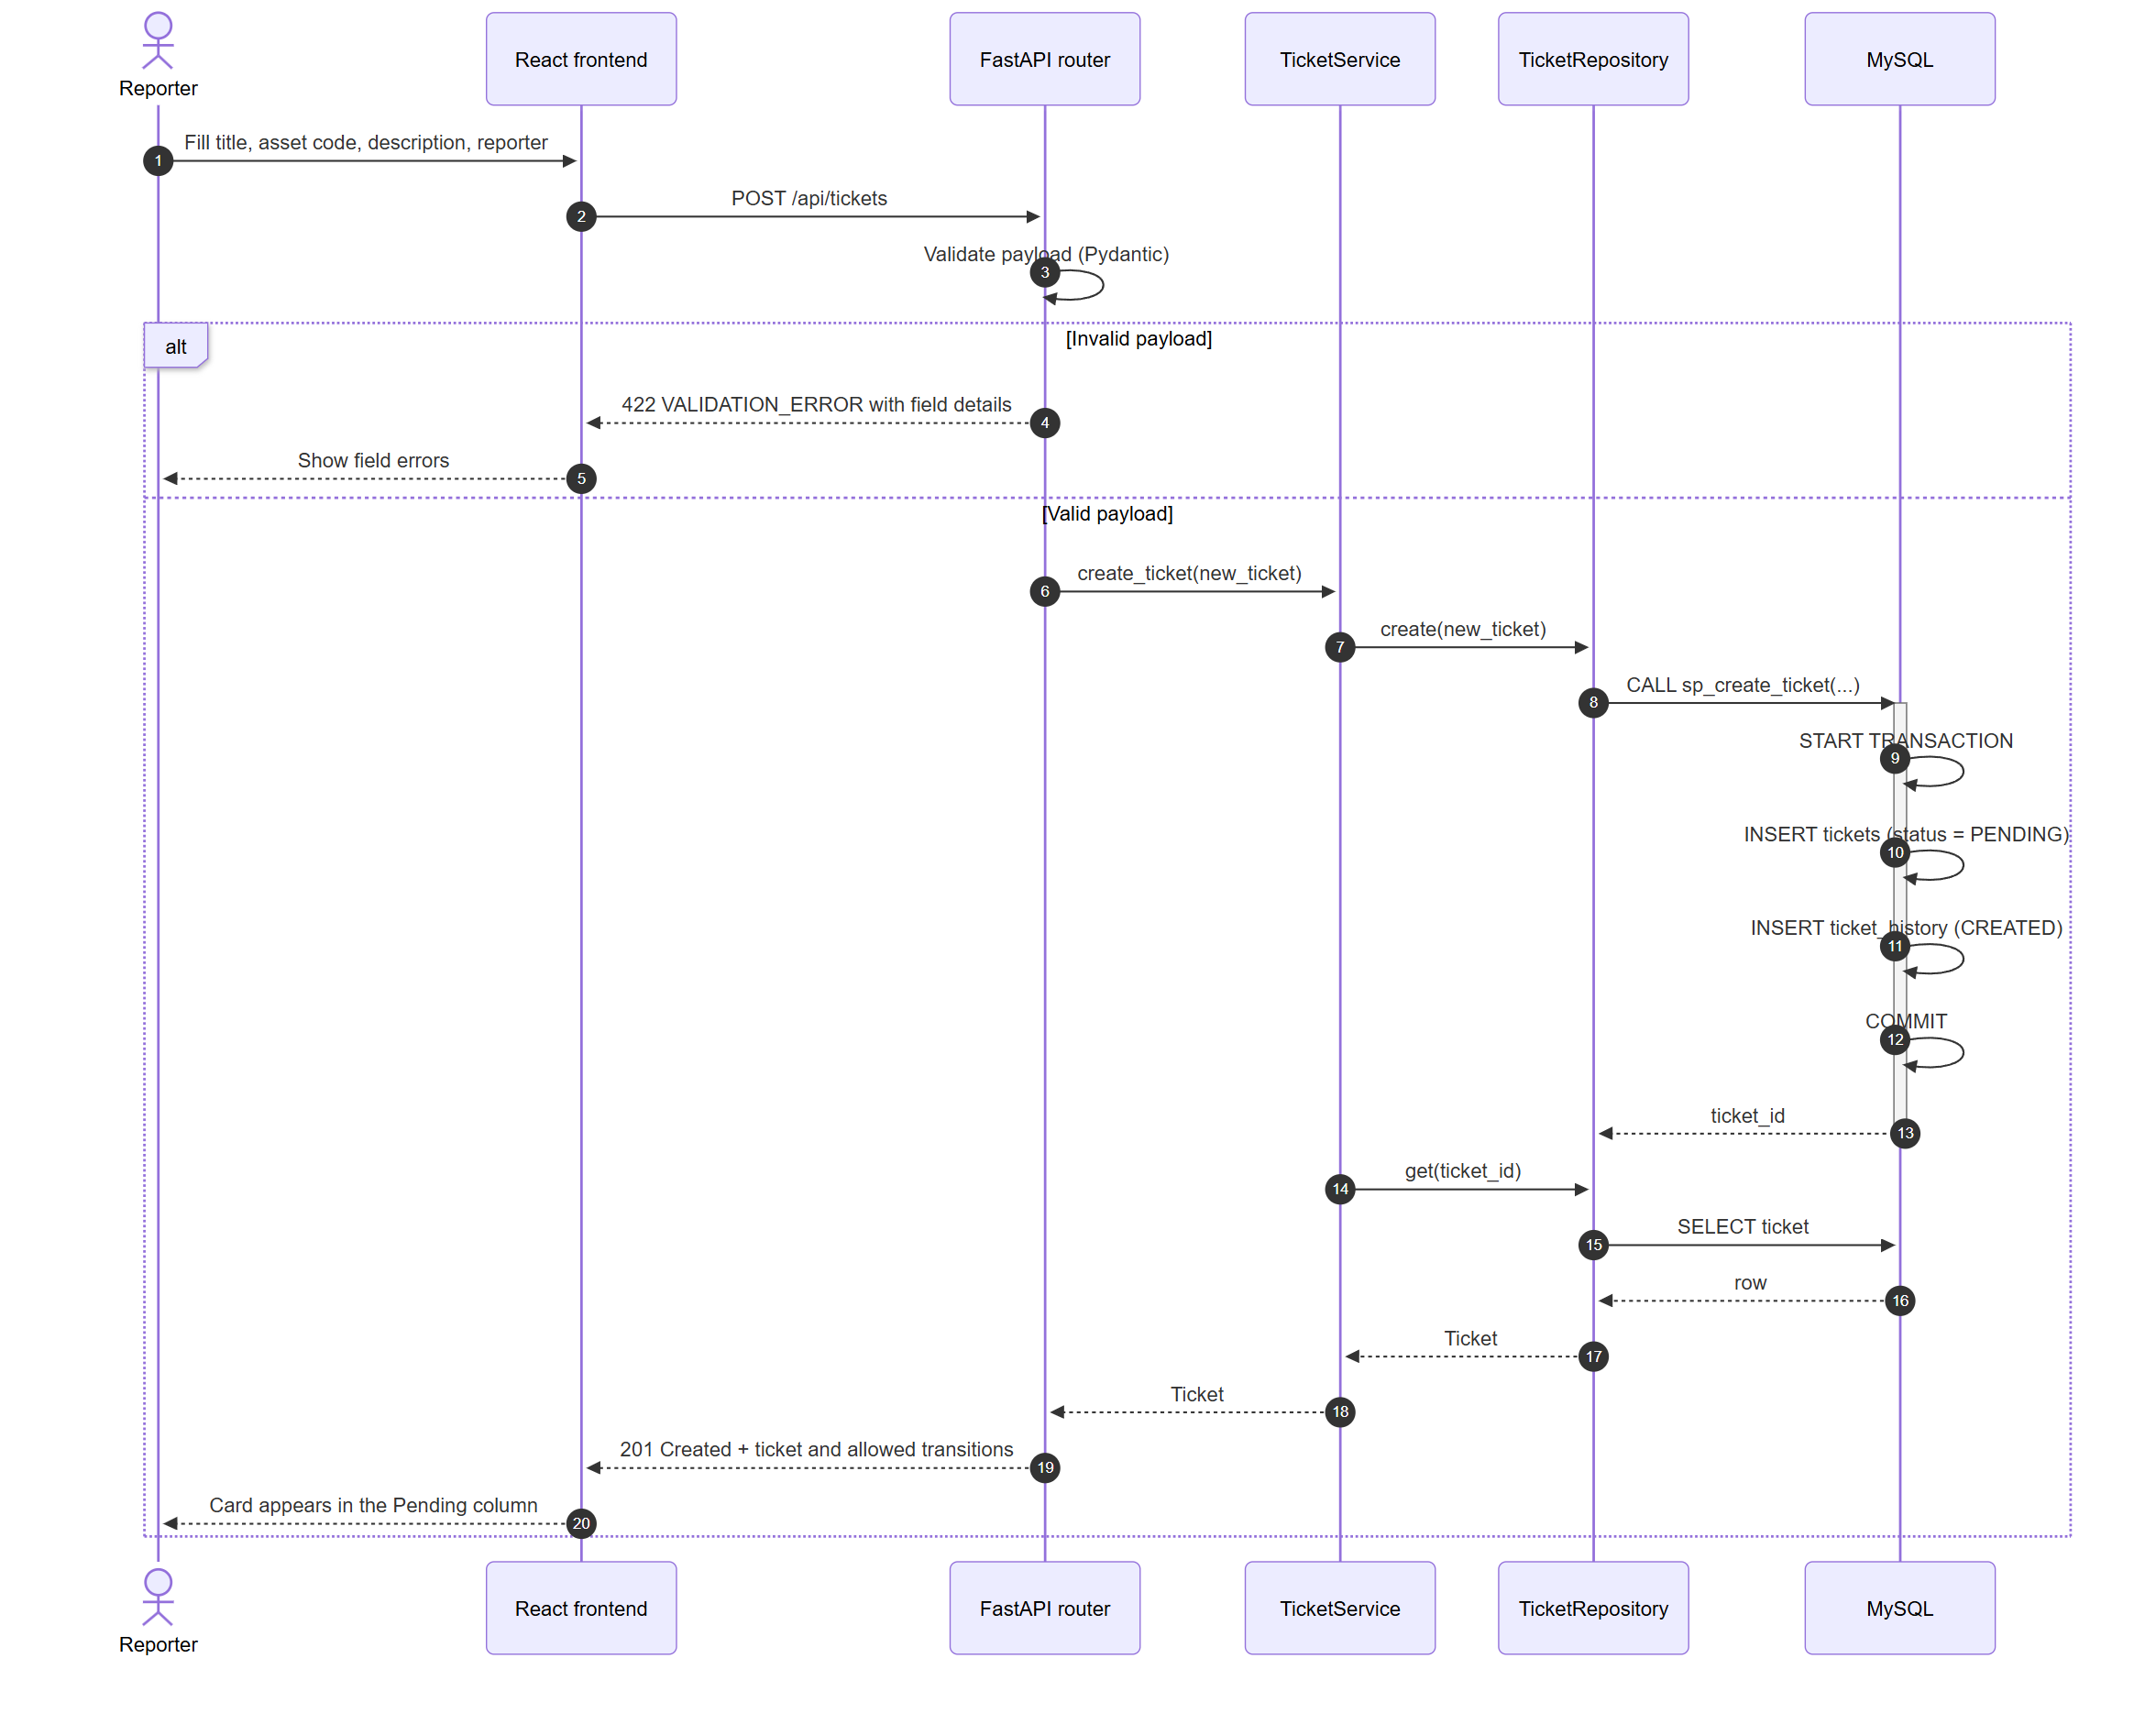 Reporter
React frontend
FastAPI router
TicketService
TicketRepository
MySQL
1
Fill title, asset code, description, reporter
2
POST /api/tickets
Validate payload (Pydantic)
3
alt
[Invalid payload]
422 VALIDATION_ERROR with field details
4
Show field errors
5
[Valid payload]
6
create_ticket(new_ticket)
7
create(new_ticket)
8
CALL sp_create_ticket(...)
START TRANSACTION
9
INSERT tickets (status = PENDING)
10
INSERT ticket_history (CREATED)
11
COMMIT
12
ticket_id
13
14
get(ticket_id)
15
SELECT ticket
row
16
Ticket
17
Ticket
18
201 Created + ticket and allowed transitions
19
Card appears in the Pending column
20
Reporter
React frontend
FastAPI router
TicketService
TicketRepository
MySQL